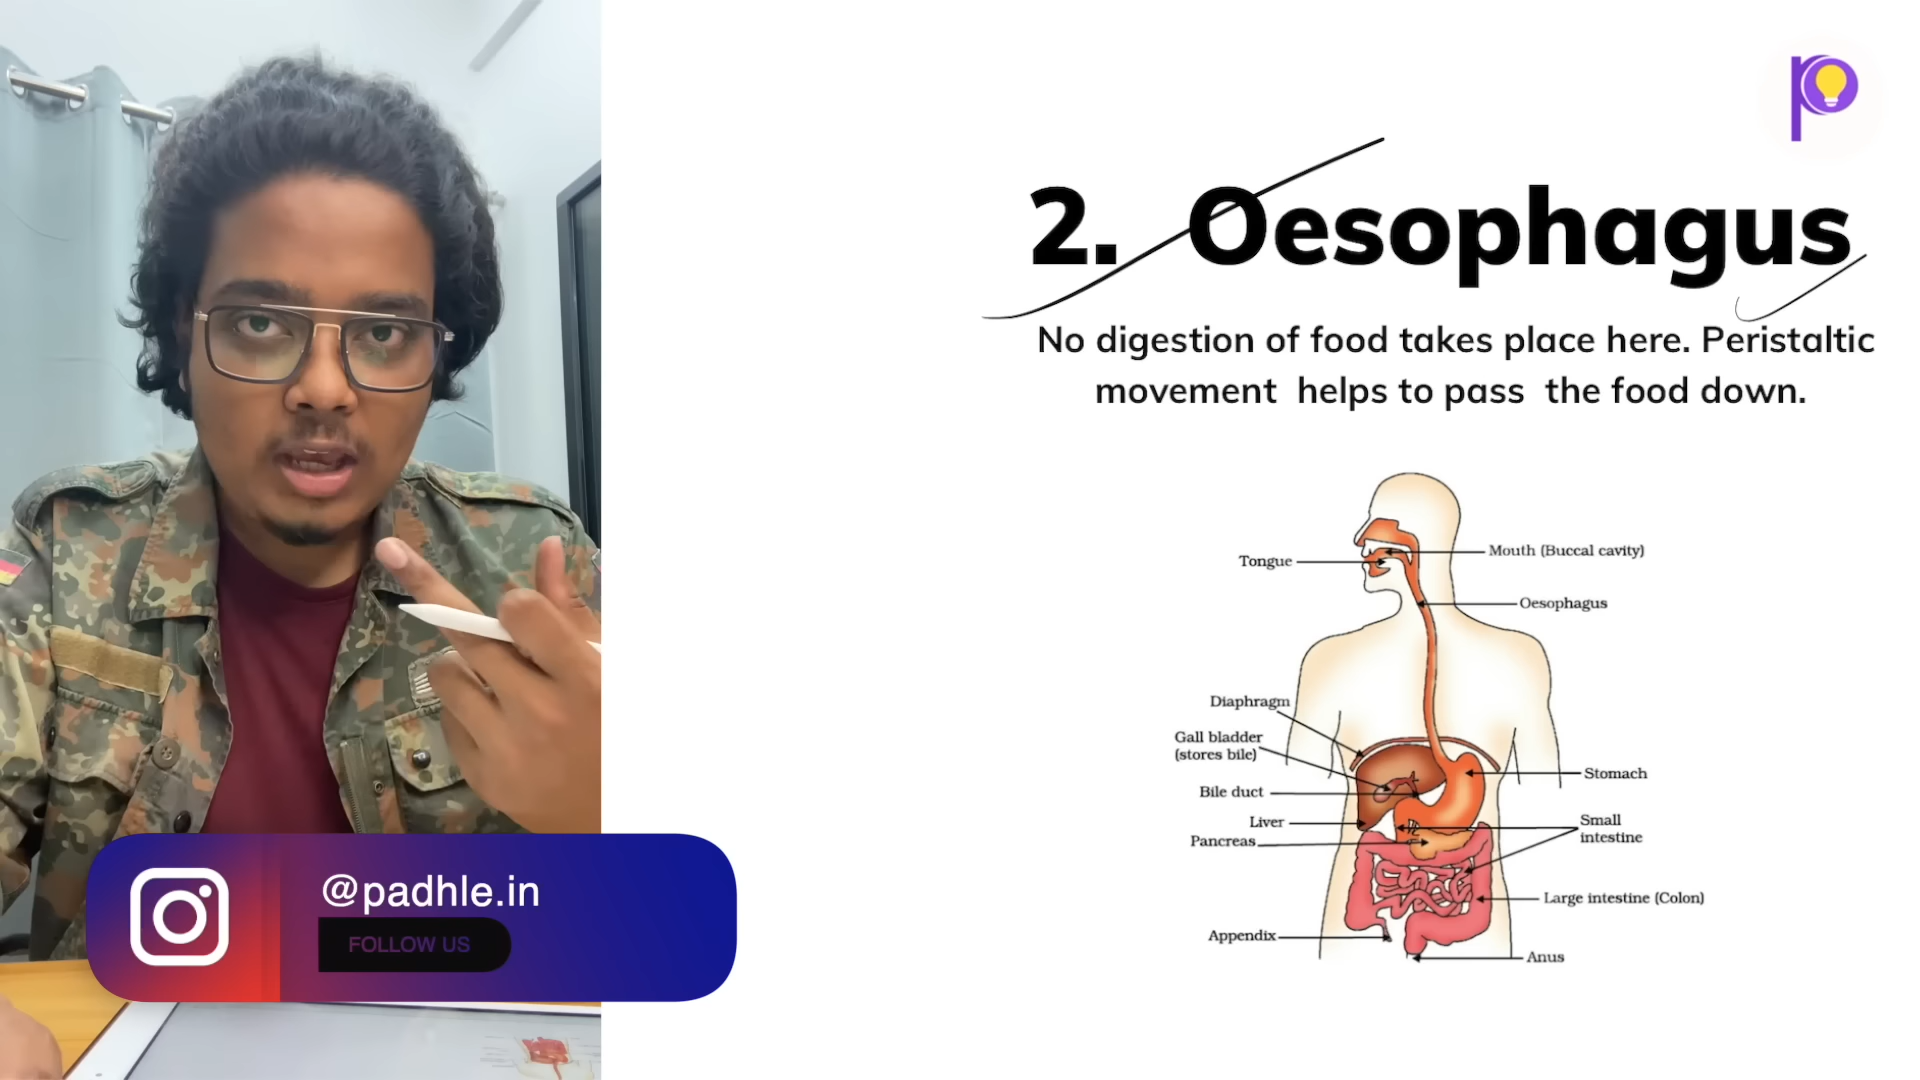 2. Oesophagus
No digestion of food takes place here. Peristaltic
movement helps to pass the food down.
Tongue
Mouth (Buccal cavity)
Oesophagus
Diaphragm
Gall bladder
(stores bile)
Stomach
Bile duct
Liver
Small
intestine
Pancreas
Large intestine (Colon)
Appendix
Anus
@padhle.in
FOLLOW US